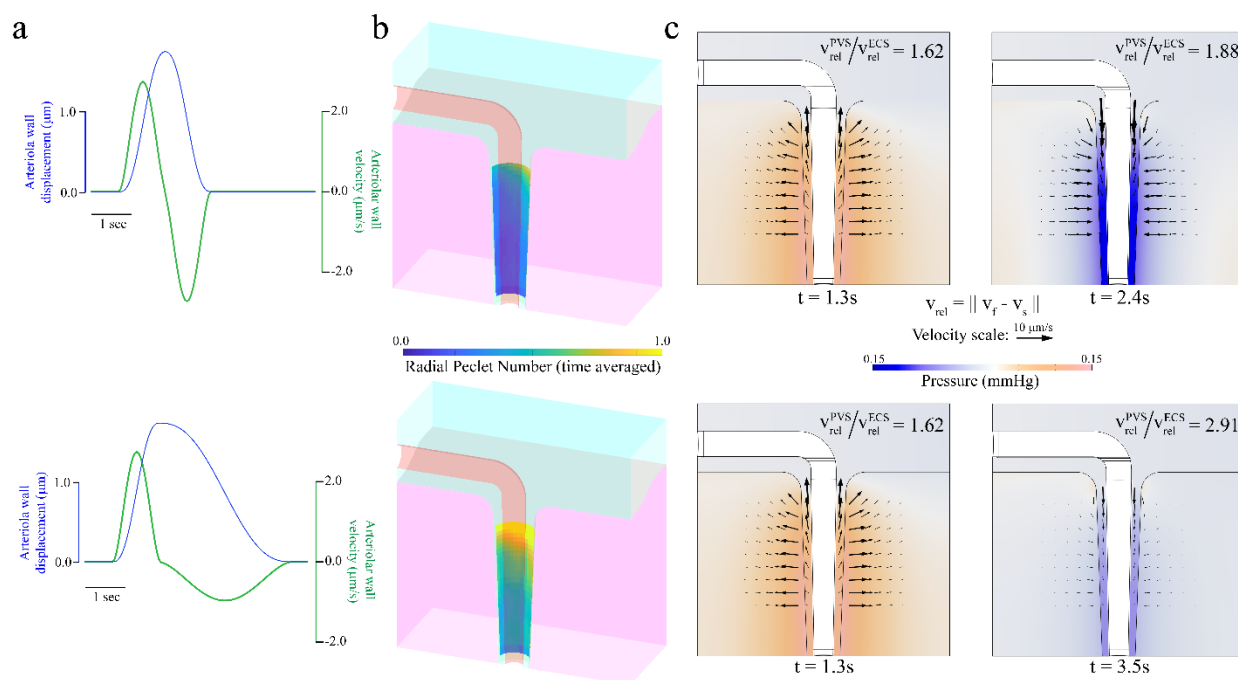 a
b
c
Arteriola wall
displacement (μm)
1.0
0.0
1 sec
2.0
0.0
-2.0
Arteriolar wall
velocity (μm/s)
0.0
1.0
Radial Peclet Number (time averaged)
v_rel^PVS/v_rel^ECS = 1.62
v_rel^PVS/v_rel^ECS = 1.88
t = 1.3s
t = 2.4s
v_rel = || v_f - v_s ||
Velocity scale: 10 μm/s
0.15
0.15
Pressure (mmHg)
Arteriola wall
displacement (μm)
1.0
0.0
1 sec
2.0
-0.0
-2.0
Arteriolar wall
velocity (μm/s)
v_rel^PVS/v_rel^ECS = 1.62
v_rel^PVS/v_rel^ECS = 2.91
t = 1.3s
t = 3.5s